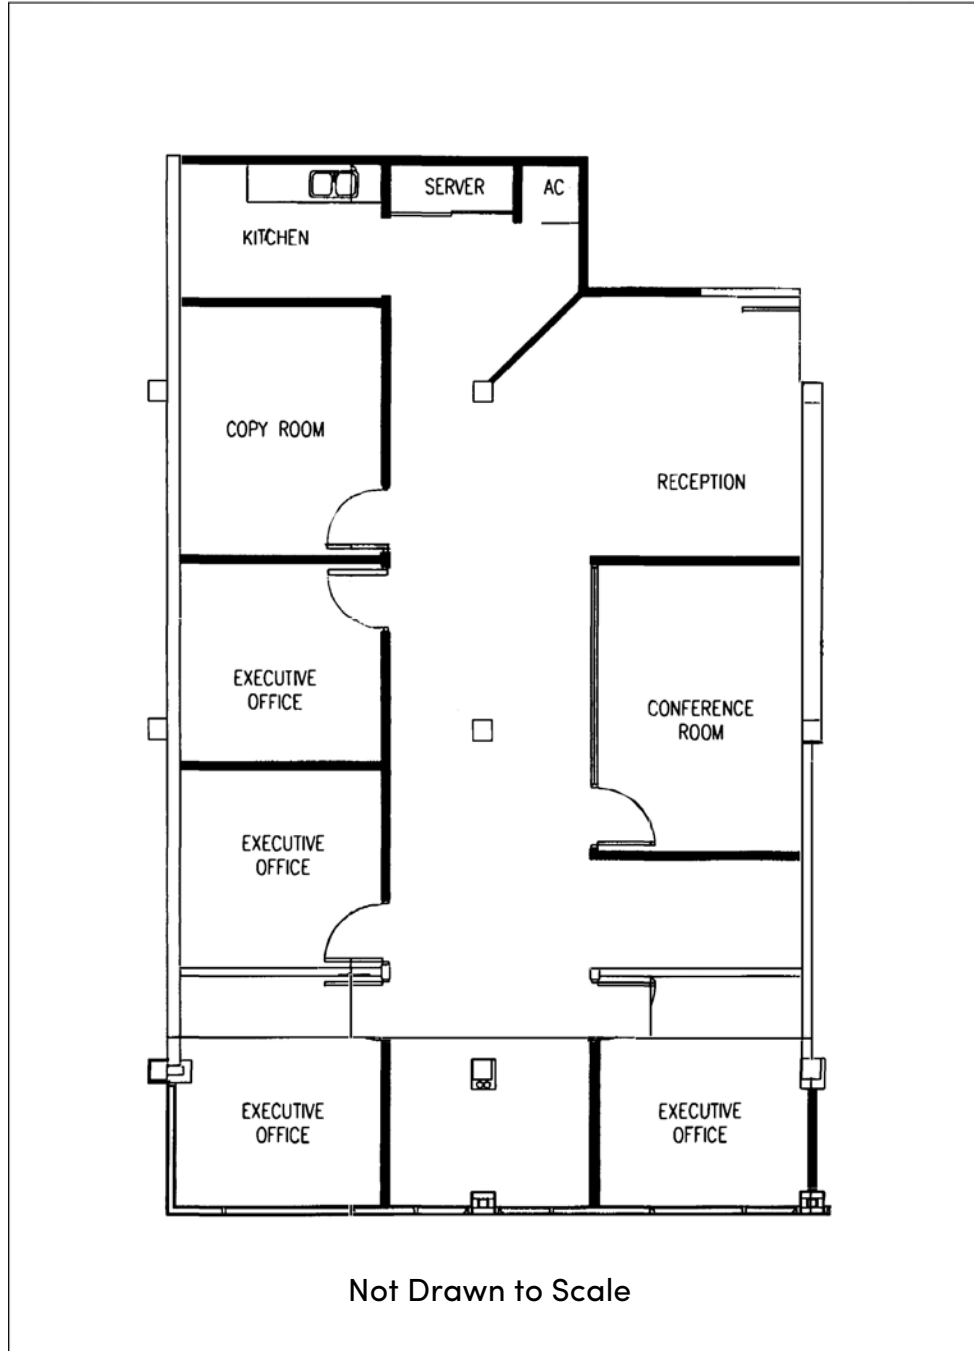 SERVER
AC
KITCHEN
COPY ROOM
RECEPTION
EXECUTIVE
OFFICE
CONFERENCE
ROOM
EXECUTIVE
OFFICE
EXECUTIVE
OFFICE
EXECUTIVE
OFFICE
Not Drawn to Scale